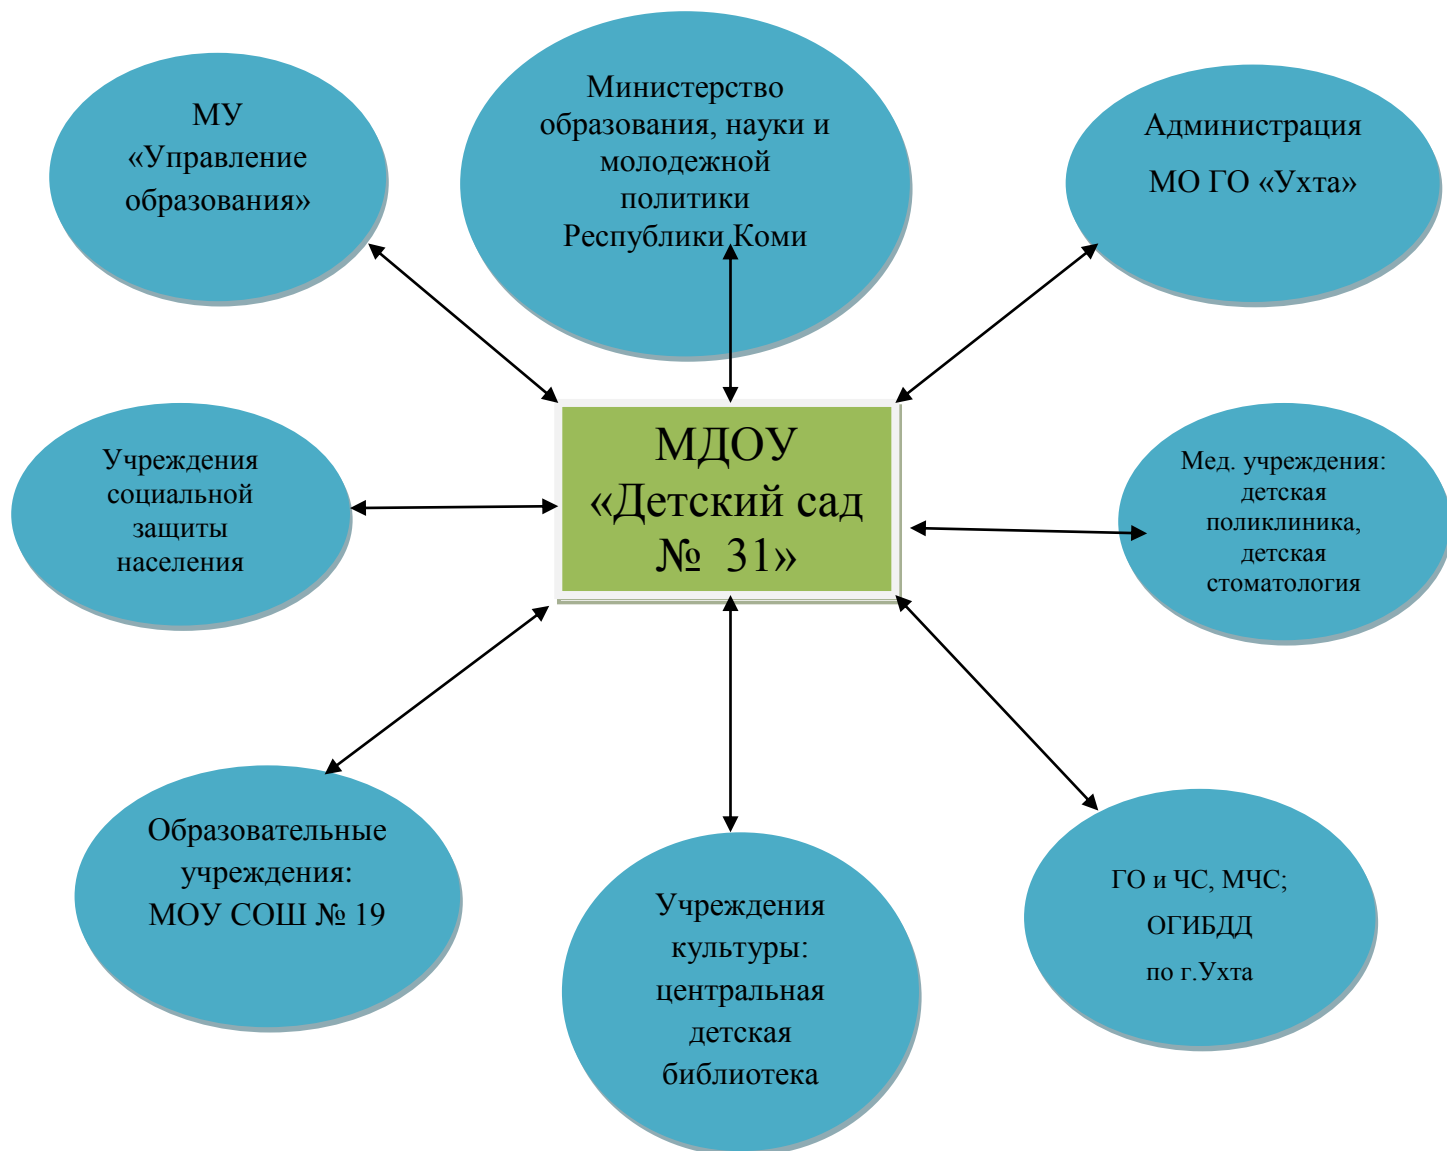 МУ
«Управление
образования»
Министерство
образования, науки и
молодежной
политики
Республики Коми
Администрация
МО ГО «Ухта»
Учреждения
социальной
защиты
населения
МДОУ
«Детский сад
№ 31»
Мед. учреждения:
детская
поликлиника,
детская
стоматология
Образовательные
учреждения:
МОУ СОШ № 19
Учреждения
культуры:
центральная
детская
библиотека
ГО и ЧС, МЧС;
ОГИБДД
по г.Ухта